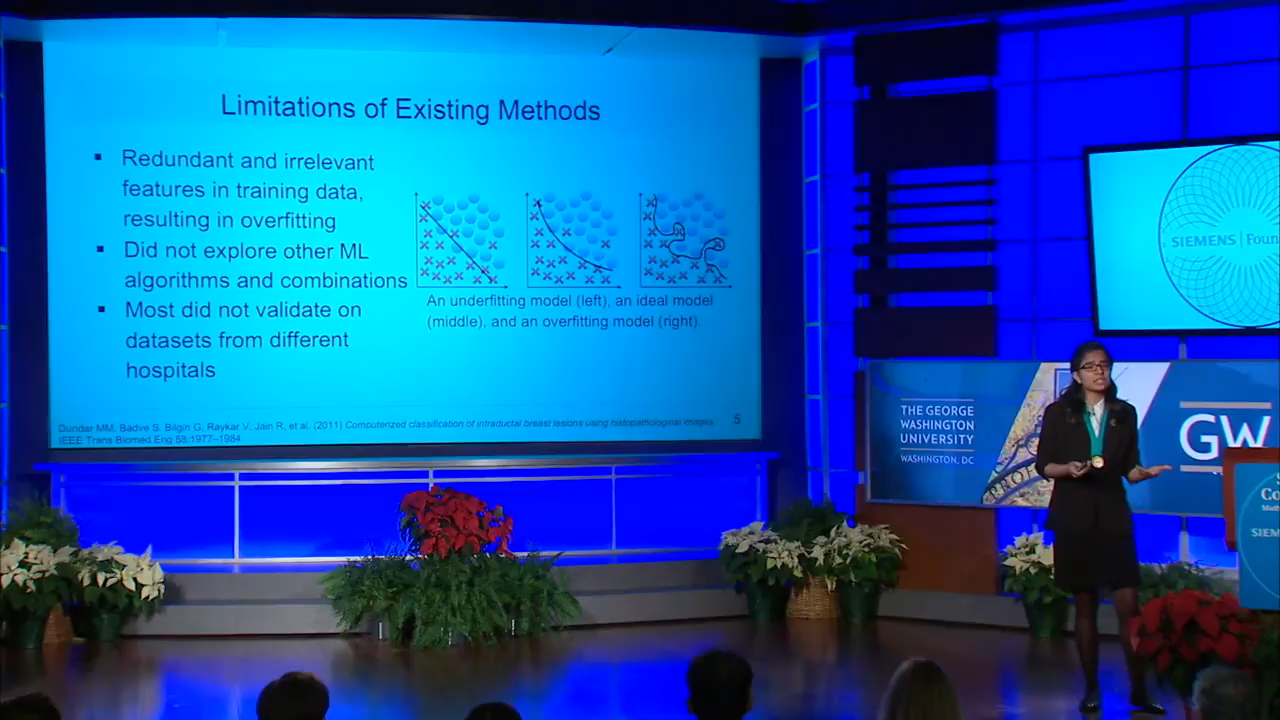 Limitations of Existing Methods
▪ Redundant and irrelevant
features in training data,
resulting in overfitting
▪ Did not explore other ML
algorithms and combinations
▪ Most did not validate on
datasets from different
hospitals
An underfitting model (left), an ideal model
(middle), and an overfitting model (right).
Dundar MM, Badve S, Bilgin G, Raykar V, Jain R, et al. (2011) Computerized classification of intraductal breast lesions using histopathological images.
IEEE Trans Biomed Eng 58:1977–1984.
5
SIEMENS | Foun
THE GEORGE
WASHINGTON
UNIVERSITY
WASHINGTON, DC
GW
Co
Math
SIEM